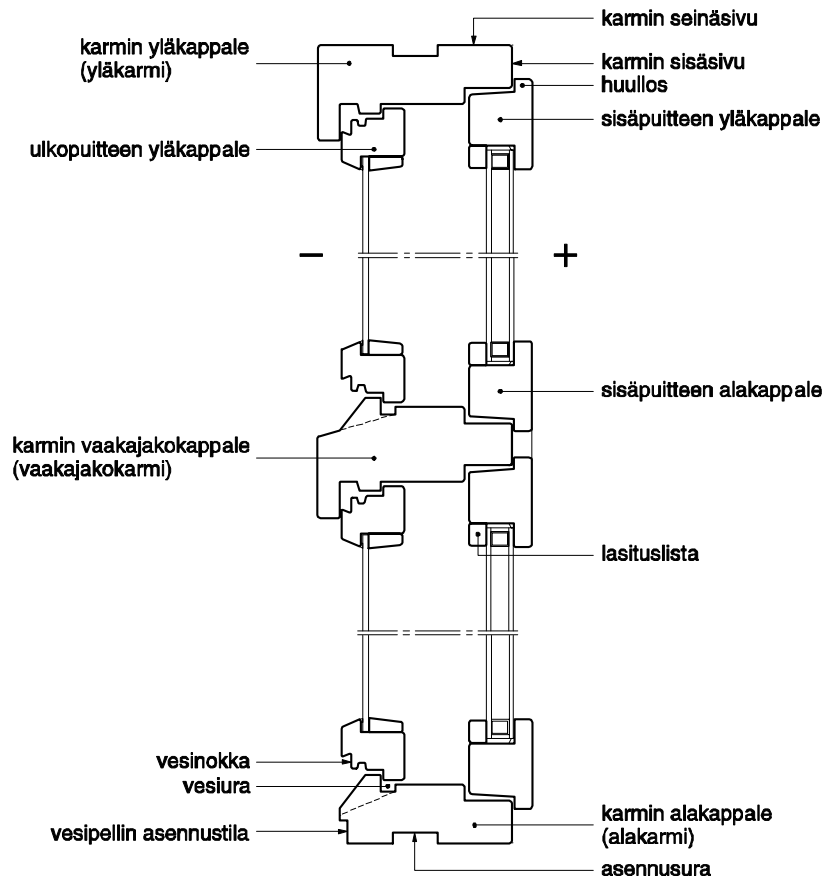 karmin seinäsivu
karmin yläkappale
(yläkarmi)
karmin sisäsivu
huullos
sisäpuitteen yläkappale
ulkopuitteen yläkappale
– +
sisäpuitteen alakappale
karmin vaakajakokappale
(vaakajakokarmi)
lasituslista
vesinokka
vesiura
vesipellin asennustila
karmin alakappale
(alakarmi)
asennusura